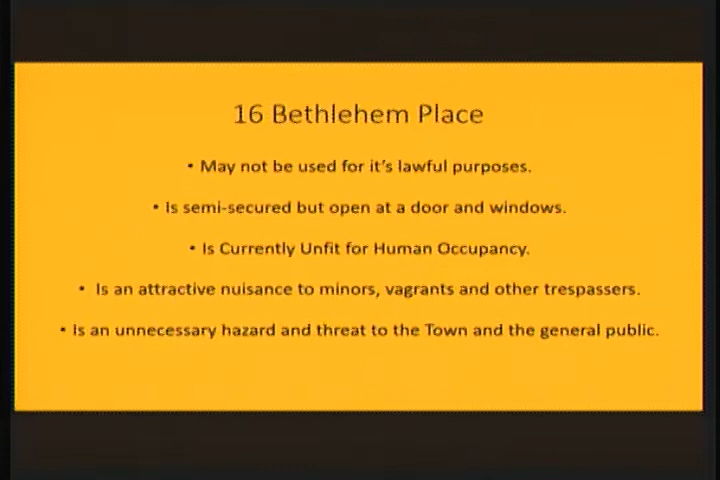 16 Bethlehem Place
• May not be used for it's lawful purposes.
• Is semi-secured but open at a door and windows.
• Is Currently Unfit for Human Occupancy.
• Is an attractive nuisance to minors, vagrants and other trespassers.
• Is an unnecessary hazard and threat to the Town and the general public.